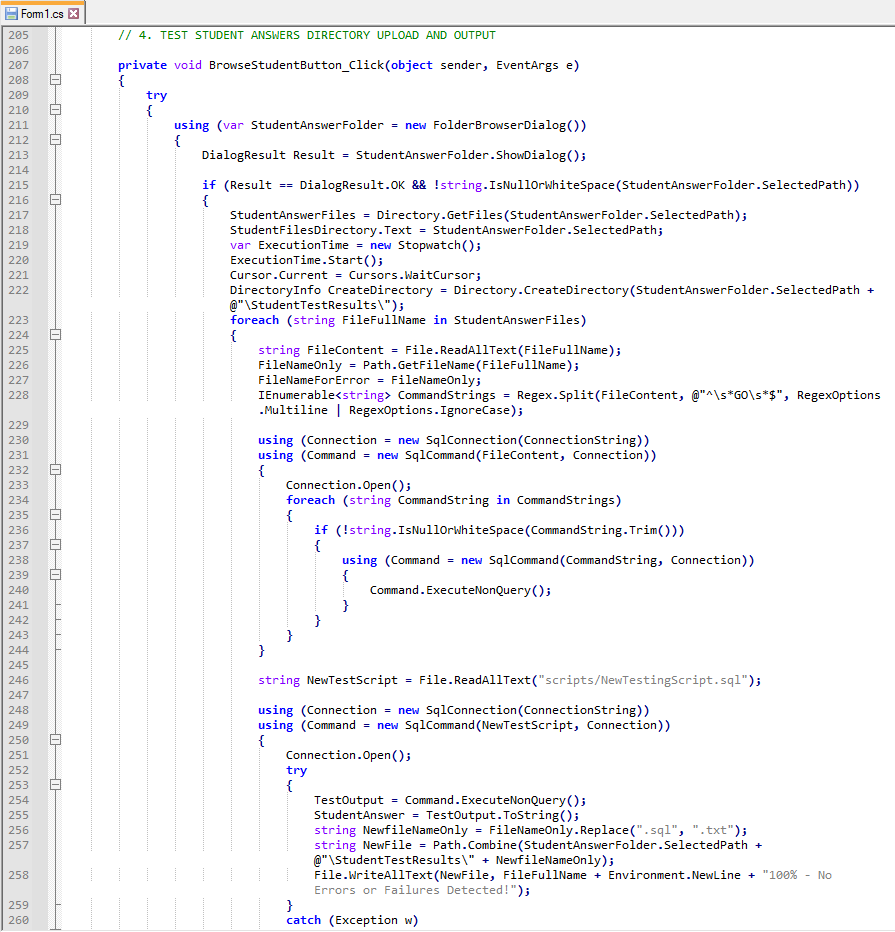 Form1.cs
205 // 4. TEST STUDENT ANSWERS DIRECTORY UPLOAD AND OUTPUT
206
207 private void BrowseStudentButton_Click(object sender, EventArgs e)
208 {
209 try
210 {
211 using (var StudentAnswerFolder = new FolderBrowserDialog())
212 {
213 DialogResult Result = StudentAnswerFolder.ShowDialog();
214
215 if (Result == DialogResult.OK && !string.IsNullOrWhiteSpace(StudentAnswerFolder.SelectedPath))
216 {
217 StudentAnswerFiles = Directory.GetFiles(StudentAnswerFolder.SelectedPath);
218 StudentFilesDirectory.Text = StudentAnswerFolder.SelectedPath;
219 var ExecutionTime = new Stopwatch();
220 ExecutionTime.Start();
221 Cursor.Current = Cursors.WaitCursor;
222 DirectoryInfo CreateDirectory = Directory.CreateDirectory(StudentAnswerFolder.SelectedPath +
@"\StudentTestResults\");
223 foreach (string FileFullName in StudentAnswerFiles)
224 {
225 string FileContent = File.ReadAllText(FileFullName);
226 FileNameOnly = Path.GetFileName(FileFullName);
227 FileNameForError = FileNameOnly;
228 IEnumerable<string> CommandStrings = Regex.Split(FileContent, @"^\s*GO\s*$", RegexOptions
.Multiline | RegexOptions.IgnoreCase);
229
230 using (Connection = new SqlConnection(ConnectionString))
231 using (Command = new SqlCommand(FileContent, Connection))
232 {
233 Connection.Open();
234 foreach (string CommandString in CommandStrings)
235 {
236 if (!string.IsNullOrWhiteSpace(CommandString.Trim()))
237 {
238 using (Command = new SqlCommand(CommandString, Connection))
239 {
240 Command.ExecuteNonQuery();
241 }
242 }
243 }
244 }
245
246 string NewTestScript = File.ReadAllText("scripts/NewTestingScript.sql");
247
248 using (Connection = new SqlConnection(ConnectionString))
249 using (Command = new SqlCommand(NewTestScript, Connection))
250 {
251 Connection.Open();
252 try
253 {
254 TestOutput = Command.ExecuteNonQuery();
255 StudentAnswer = TestOutput.ToString();
256 string NewfileNameOnly = FileNameOnly.Replace(".sql", ".txt");
257 string NewFile = Path.Combine(StudentAnswerFolder.SelectedPath +
@"\StudentTestResults\" + NewfileNameOnly);
258 File.WriteAllText(NewFile, FileFullName + Environment.NewLine + "100% - No
Errors or Failures Detected!");
259 }
260 catch (Exception w)